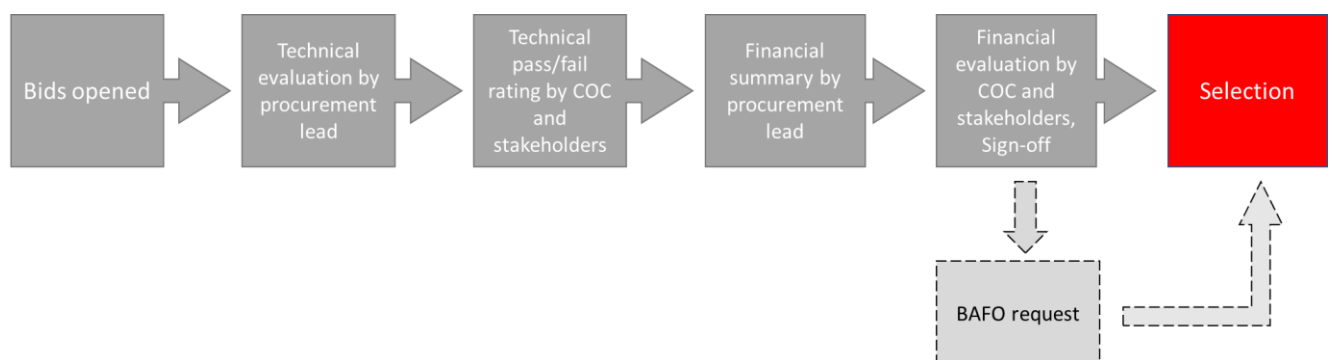 Bids opened
Technical
evaluation by
procurement
lead
Technical
pass/fail
rating by COC
and
stakeholders
Financial
summary by
procurement
lead
Financial
evaluation by
COC and
stakeholders,
Sign-off
Selection
BAFO request